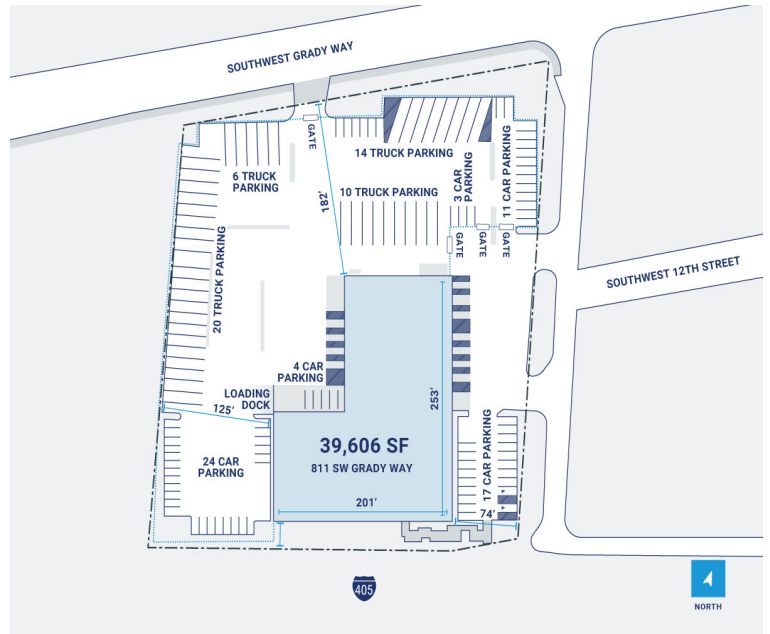 SOUTHWEST GRADY WAY
GATE
14 TRUCK PARKING
6 TRUCK
PARKING
3 CAR
PARKING
11 CAR PARKING
10 TRUCK PARKING
182'
GATE
GATE
GATE
SOUTHWEST 12TH STREET
20 TRUCK PARKING
4 CAR
PARKING
LOADING
DOCK
125'
253'
39,606 SF
811 SW GRADY WAY
24 CAR
PARKING
17 CAR PARKING
201'
74'
405
NORTH